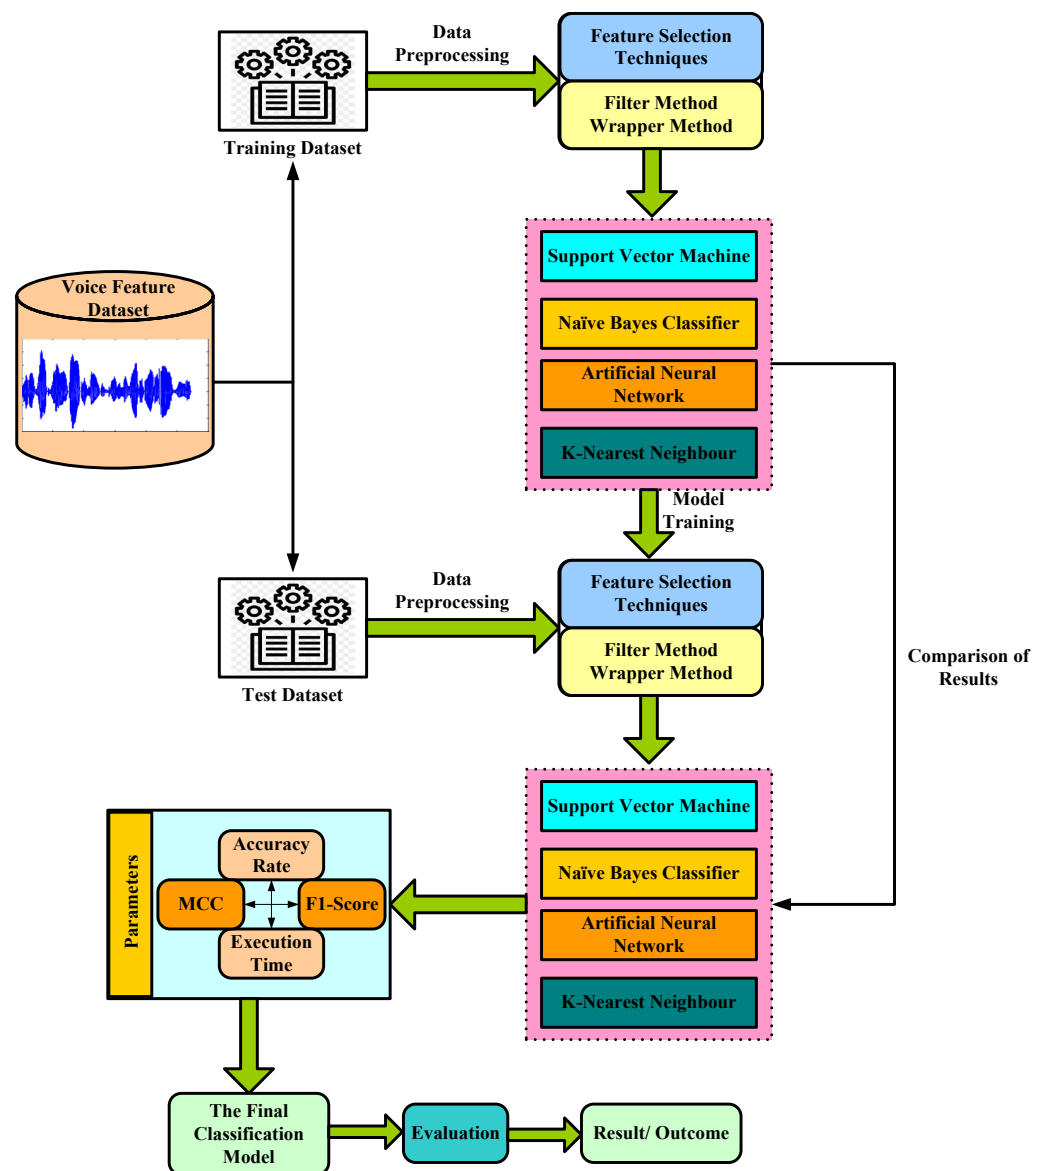 Data
Preprocessing
Feature Selection
Techniques
Filter Method
Wrapper Method
Training Dataset
Support Vector Machine
Naïve Bayes Classifier
Artificial Neural
Network
K-Nearest Neighbour
Voice Feature
Dataset
Model
Training
Data
Preprocessing
Feature Selection
Techniques
Filter Method
Wrapper Method
Test Dataset
Comparison of
Results
Support Vector Machine
Naïve Bayes Classifier
Artificial Neural
Network
K-Nearest Neighbour
Parameters
Accuracy
Rate
MCC
F1-Score
Execution
Time
The Final
Classification
Model
Evaluation
Result/ Outcome